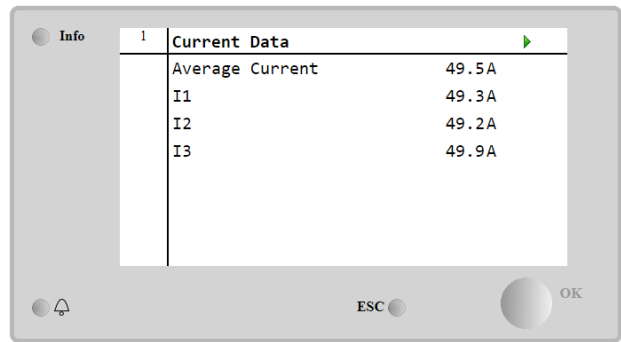 Info
1 Current Data
Average Current 49.5A
I1 49.3A
I2 49.2A
I3 49.9A
ESC
OK